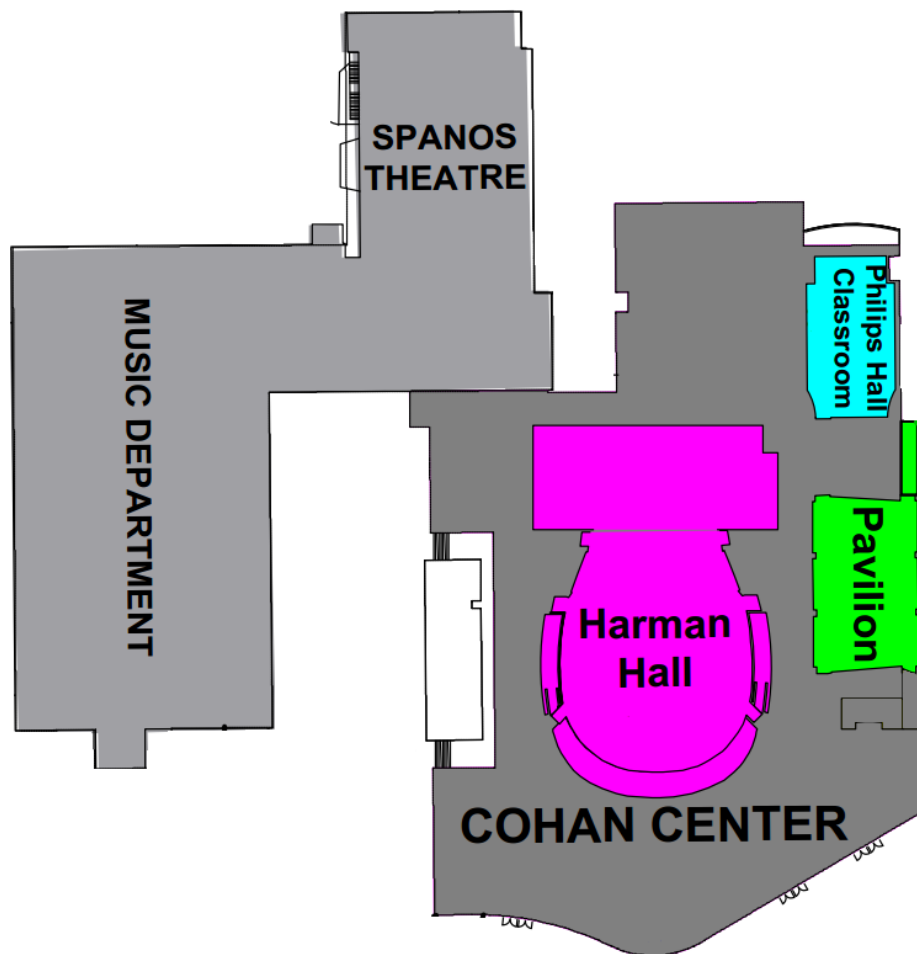 SPANOS
THEATRE
MUSIC DEPARTMENT
Philips Hall
Classroom
Pavilion
Harman
Hall
COHAN CENTER